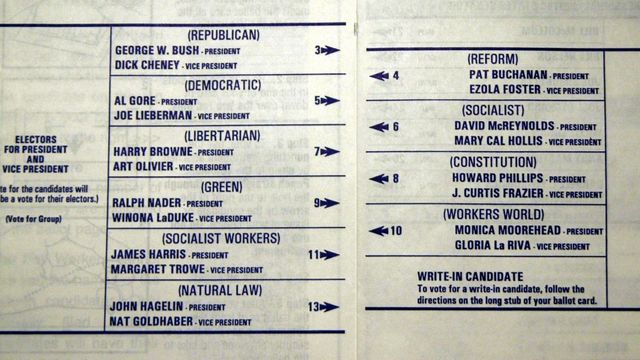 (REPUBLICAN)
GEORGE W. BUSH - PRESIDENT 3
DICK CHENEY - VICE PRESIDENT
(DEMOCRATIC)
AL GORE - PRESIDENT 5
JOE LIEBERMAN - VICE PRESIDENT
(LIBERTARIAN)
HARRY BROWNE - PRESIDENT 7
ART OLIVIER - VICE PRESIDENT
(GREEN)
RALPH NADER - PRESIDENT 9
WINONA LaDUKE - VICE PRESIDENT
(SOCIALIST WORKERS)
JAMES HARRIS - PRESIDENT 11
MARGARET TROWE - VICE PRESIDENT
(NATURAL LAW)
JOHN HAGELIN - PRESIDENT 13
NAT GOLDHABER - VICE PRESIDENT
ELECTORS
FOR PRESIDENT
AND
VICE PRESIDENT
for the candidates will
be a vote for their electors.)
(Vote for Group)
(REFORM)
4 PAT BUCHANAN - PRESIDENT
EZOLA FOSTER - VICE PRESIDENT
(SOCIALIST)
6 DAVID McREYNOLDS - PRESIDENT
MARY CAL HOLLIS - VICE PRESIDENT
(CONSTITUTION)
8 HOWARD PHILLIPS - PRESIDENT
J. CURTIS FRAZIER - VICE PRESIDENT
(WORKERS WORLD)
10 MONICA MOOREHEAD - PRESIDENT
GLORIA La RIVA - VICE PRESIDENT
WRITE-IN CANDIDATE
To vote for a write-in candidate, follow the
directions on the long stub of your ballot card.